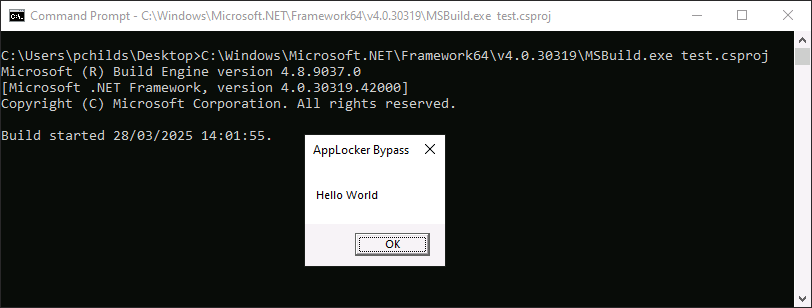 Command Prompt - C:\Windows\Microsoft.NET\Framework64\v4.0.30319\MSBuild.exe test.csproj
C:\Users\pchilds\Desktop>C:\Windows\Microsoft.NET\Framework64\v4.0.30319\MSBuild.exe test.csproj
Microsoft (R) Build Engine version 4.8.9037.0
[Microsoft .NET Framework, version 4.0.30319.42000]
Copyright (C) Microsoft Corporation. All rights reserved.
Build started 28/03/2025 14:01:55.
AppLocker Bypass
Hello World
OK